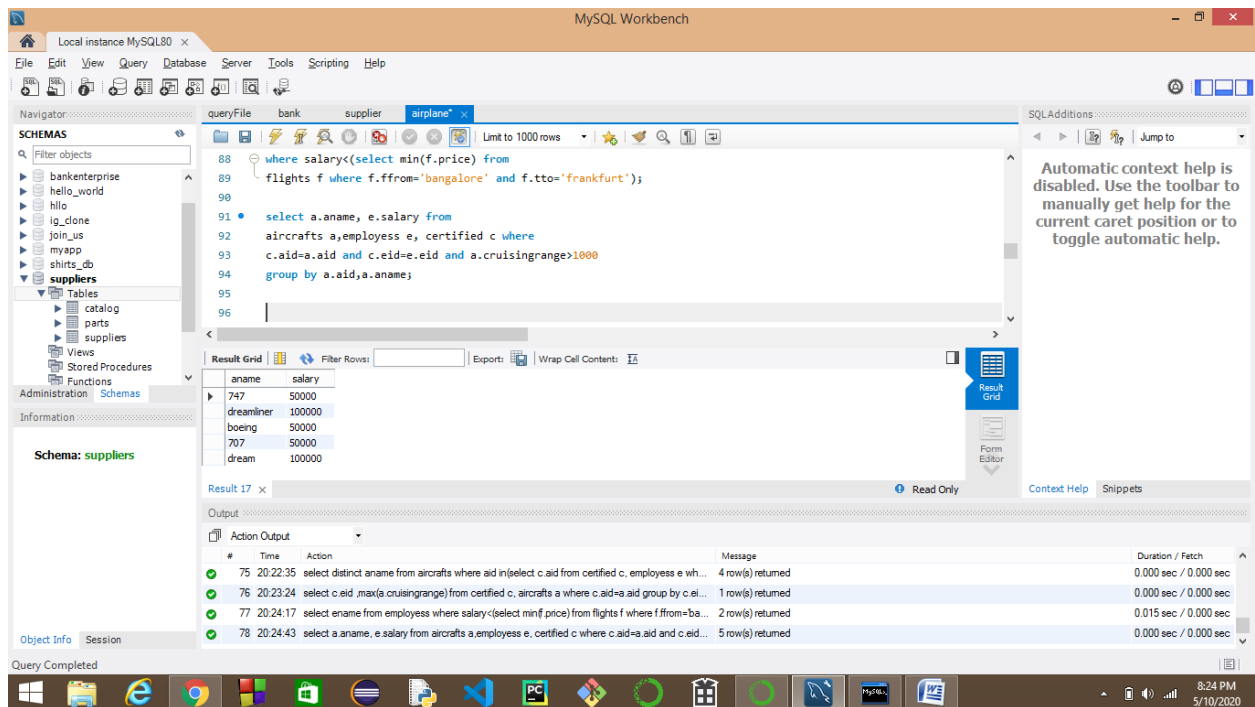 MySQL Workbench
Local instance MySQL80
File Edit View Query Database Server Tools Scripting Help
Navigator
SCHEMAS
Filter objects
bankenterprise
hello_world
hllo
ig_clone
join_us
myapp
shirts_db
suppliers
Tables
catalog
parts
suppliers
Views
Stored Procedures
Functions
Administration Schemas
Information
Schema: suppliers
Object Info Session
queryFile bank supplier airplane*
Limit to 1000 rows
88 where salary<(select min(f.price) from
89 flights f where f.ffrom='bangalore' and f.tto='frankfurt');
90
91 select a.aname, e.salary from
92 aircrafts a,employess e, certified c where
93 c.aid=a.aid and c.eid=e.eid and a.cruisingrange>1000
94 group by a.aid,a.aname;
95
96
Result Grid Filter Rows: Export: Wrap Cell Content:
aname salary
747 50000
dreamliner 100000
boeing 50000
707 50000
dream 100000
Result Grid
Form Editor
Result 17 Read Only
SQLAdditions
Jump to
Automatic context help is
disabled. Use the toolbar to
manually get help for the
current caret position or to
toggle automatic help.
Context Help Snippets
Output
Action Output
# Time Action Message Duration / Fetch
75 20:22:35 select distinct aname from aircrafts where aid in(select c.aid from certified c, employess e wh... 4 row(s) returned 0.000 sec / 0.000 sec
76 20:23:24 select c.eid ,max(a.cruisingrange) from certified c, aircrafts a where c.aid=a.aid group by c.ei... 1 row(s) returned 0.000 sec / 0.000 sec
77 20:24:17 select ename from employess where salary<(select min(f.price) from flights f where f.ffrom='ba... 2 row(s) returned 0.015 sec / 0.000 sec
78 20:24:43 select a.aname, e.salary from aircrafts a,employess e, certified c where c.aid=a.aid and c.eid... 5 row(s) returned 0.000 sec / 0.000 sec
Query Completed
PC
MySQL
8:24 PM
5/10/2020